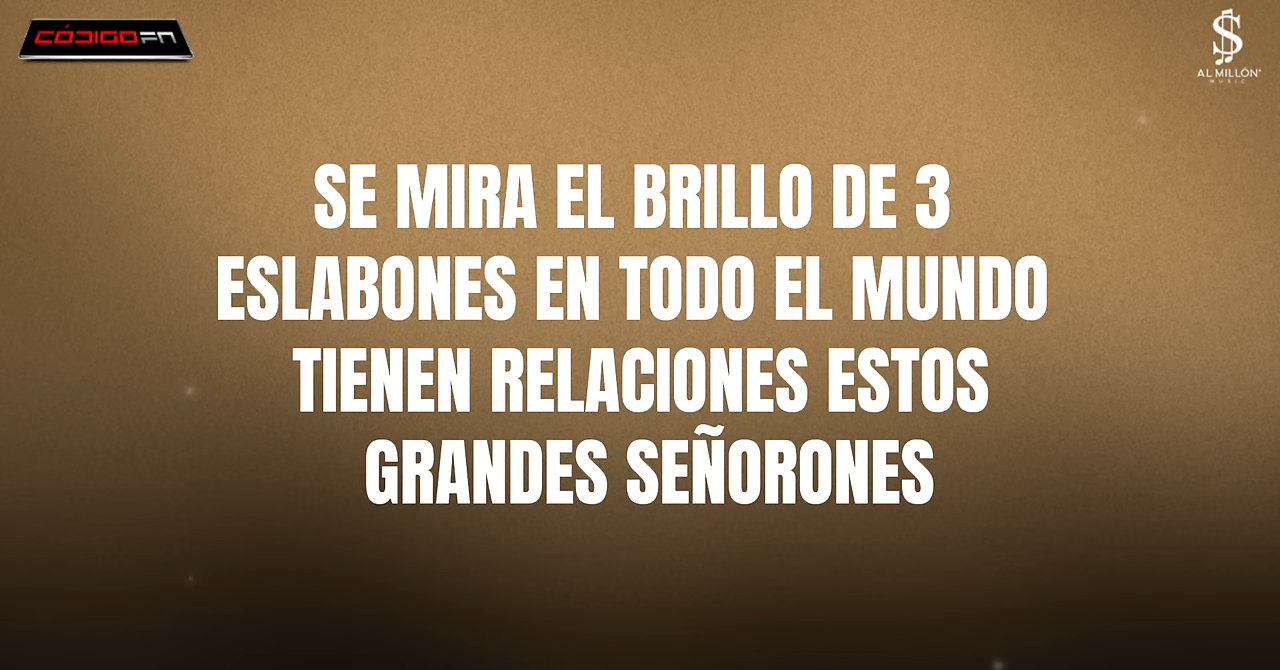 CÓDIGO FN
$
AL MILLÓN
MUSIC
SE MIRA EL BRILLO DE 3
ESLABONES EN TODO EL MUNDO
TIENEN RELACIONES ESTOS
GRANDES SEÑORONES